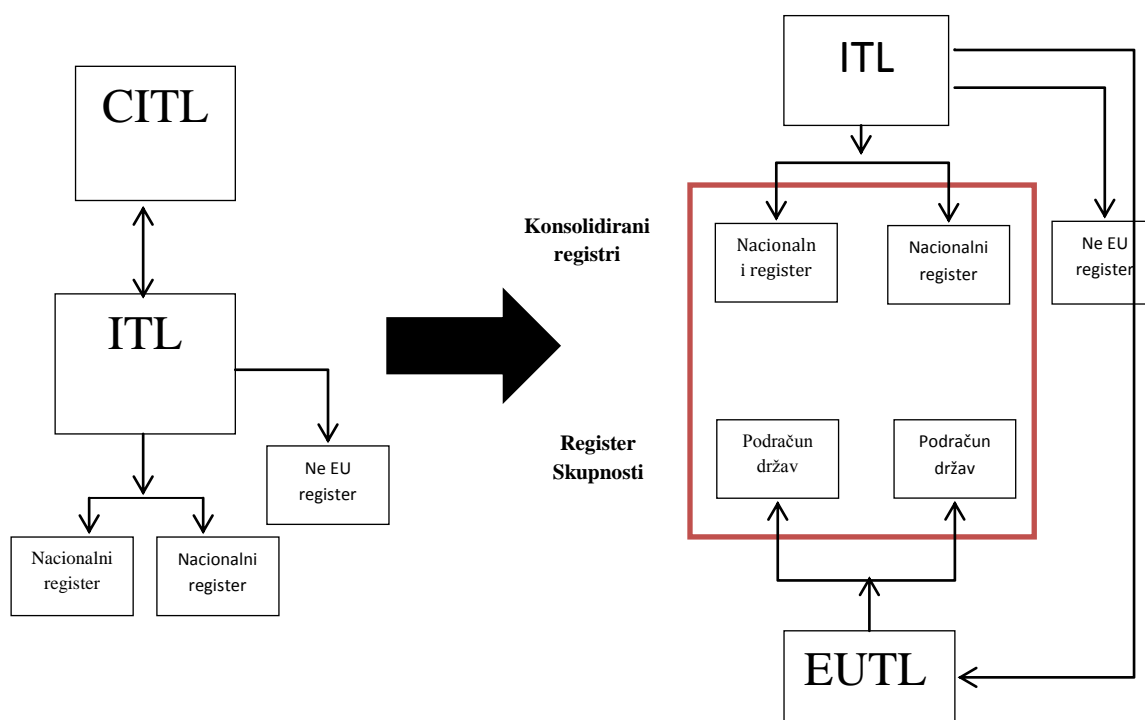 CITL
ITL
Ne EU
register
Nacionalni
register
Nacionalni
register
ITL
Konsolidirani
registri
Nacionaln
i register
Nacionalni
register
Ne EU
register
Register
Skupnosti
Podračun
držav
Podračun
držav
EUTL